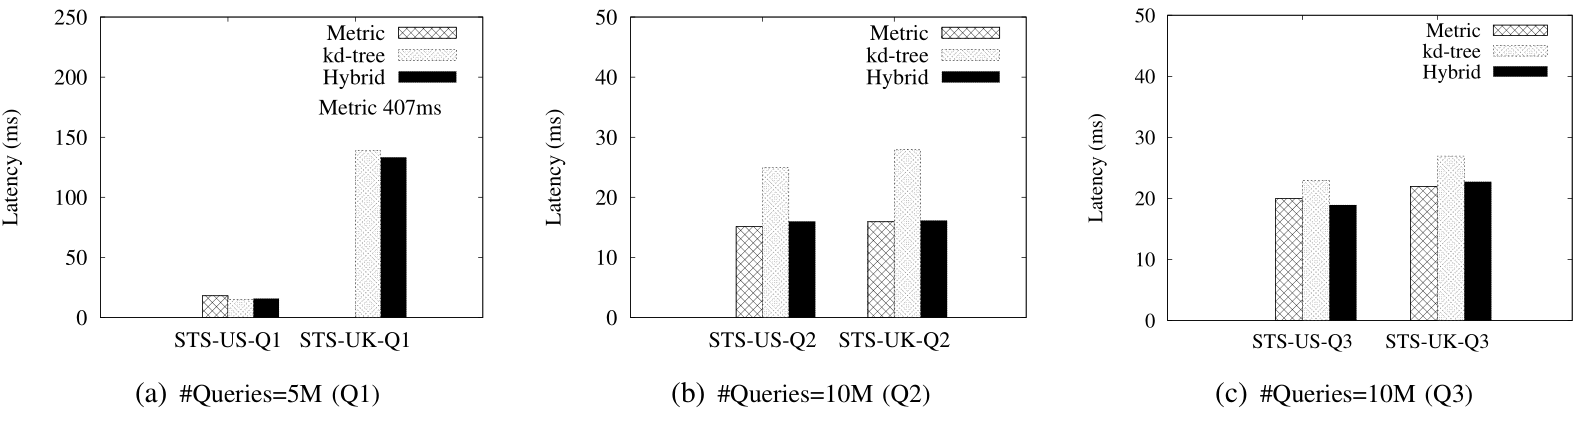 250
200
150
100
50
0
Latency (ms)
Metric
kd-tree
Hybrid
Metric 407ms
STS-US-Q1 STS-UK-Q1
(a) #Queries=5M (Q1)
50
40
30
20
10
0
Latency (ms)
Metric
kd-tree
Hybrid
STS-US-Q2 STS-UK-Q2
(b) #Queries=10M (Q2)
50
40
30
20
10
0
Latency (ms)
Metric
kd-tree
Hybrid
STS-US-Q3 STS-UK-Q3
(c) #Queries=10M (Q3)